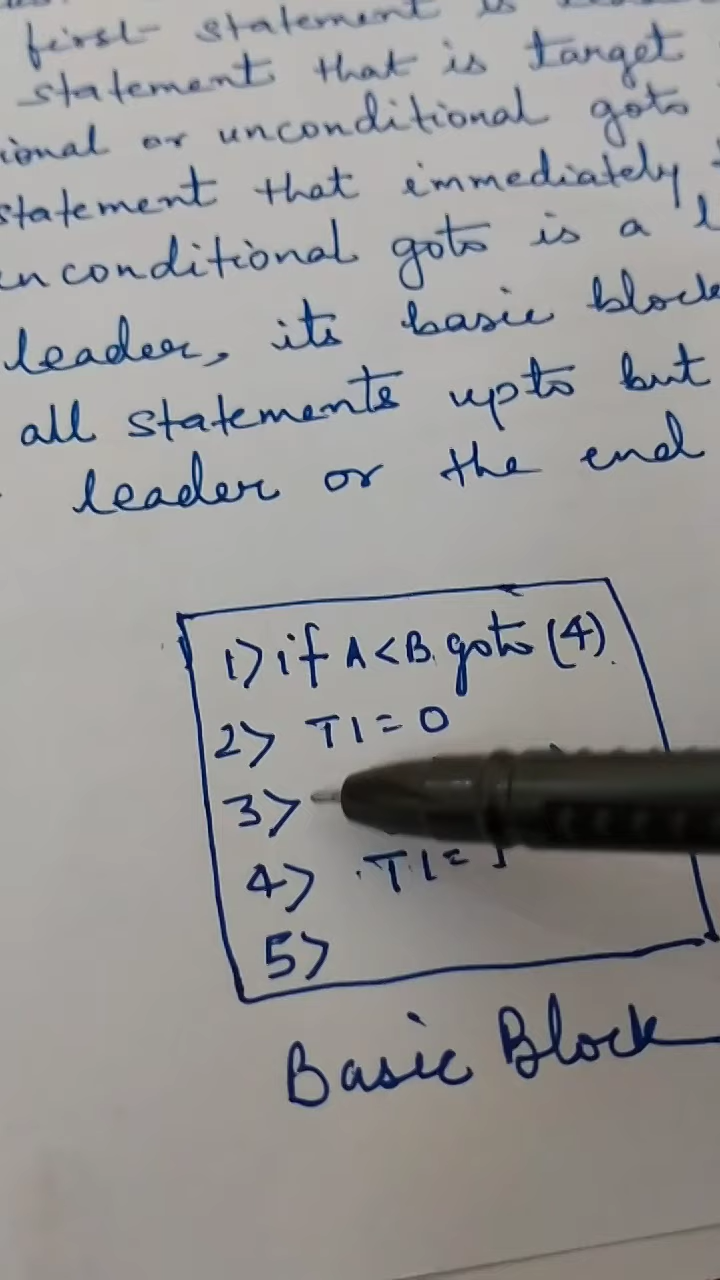 first statement is
statement that is target
ional or unconditional goto
statement that immediately
unconditional goto is a
leader, its basic block
all statements upto but
leader or the end
1) if A<B goto (4).
2) T1 = 0
3)
4) T1 =
5)
Basic Block